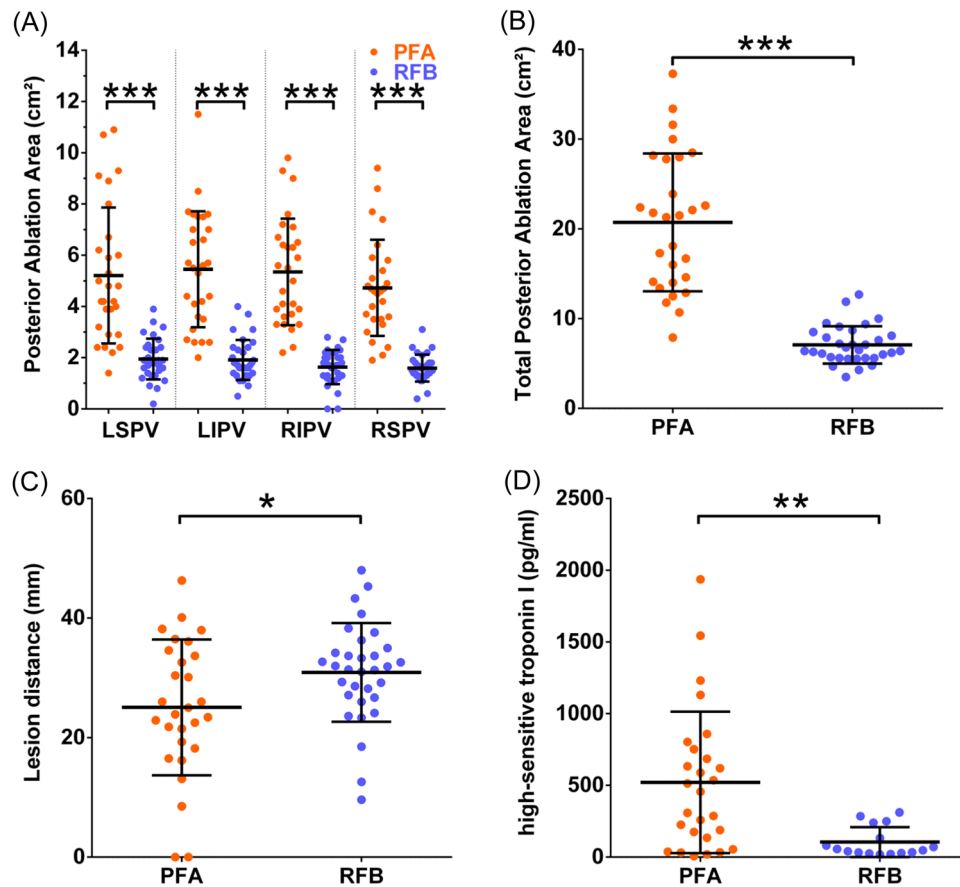 (A)
Posterior Ablation Area (cm²)
14
12
10
8
6
4
2
0
PFA
RFB
*** *** *** ***
LSPV LIPV RIPV RSPV
(B)
Total Posterior Ablation Area (cm²)
40
30
20
10
0
***
PFA RFB
(C)
Lesion distance (mm)
60
40
20
0
*
PFA RFB
(D)
high-sensitive troponin I (pg/ml)
2500
2000
1500
1000
500
0
**
PFA RFB